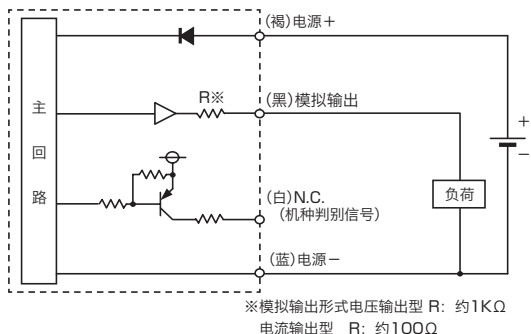 (褐)电源+
主
回
路
R※
(黑)模拟输出
+
−
(白)N.C.
(机种判别信号)
负荷
(蓝)电源−
※模拟输出形式电压输出型 R: 约1KΩ
电流输出型 R: 约100Ω